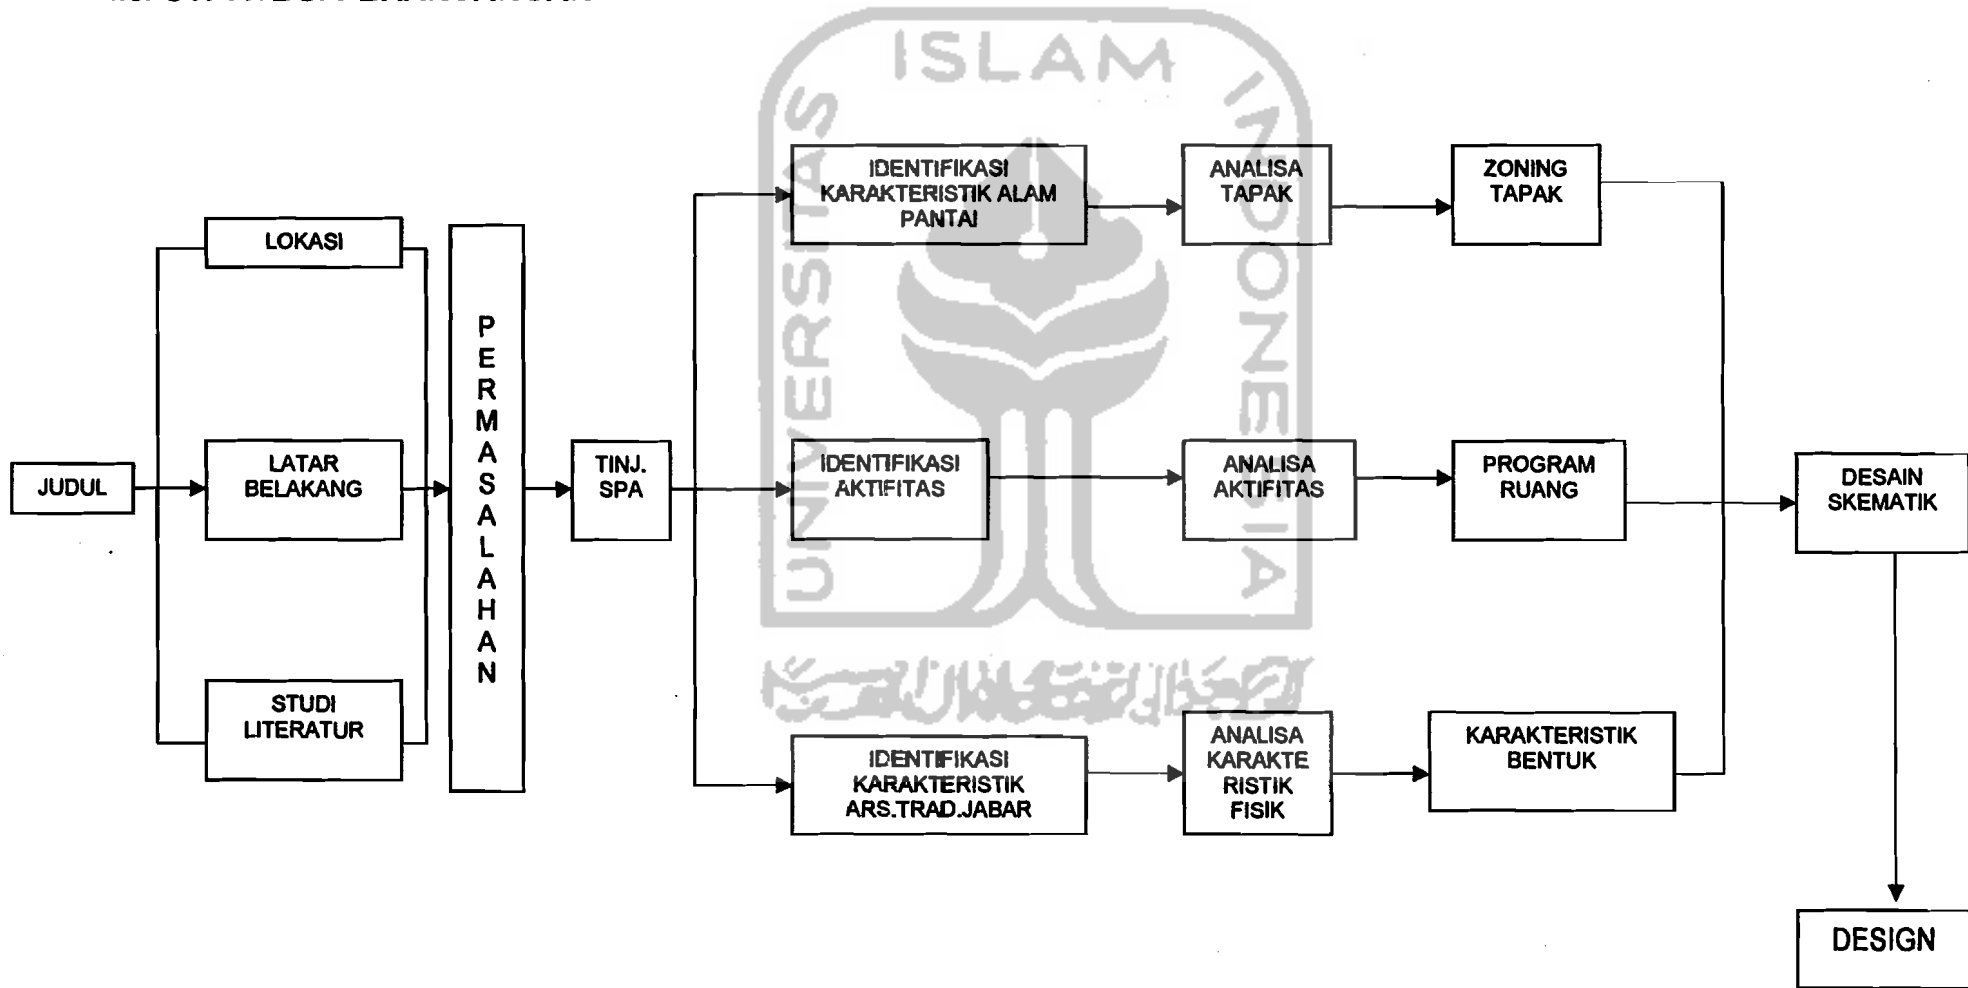 JUDUL
LOKASI
LATAR
BELAKANG
STUDI
LITERATUR
PERMASALAHAN
TINJ.
SPA
IDENTIFIKASI
KARAKTERISTIK ALAM
PANTAI
ANALISA
TAPAK
ZONING
TAPAK
IDENTIFIKASI
AKTIFITAS
ANALISA
AKTIFITAS
PROGRAM
RUANG
IDENTIFIKASI
KARAKTERISTIK
ARS.TRAD.JABAR
ANALISA
KARAKTE
RISTIK
FISIK
KARAKTERISTIK
BENTUK
DESAIN
SKEMATIK
DESIGN
UNIVERSITAS
ISLAM
INDONESIA